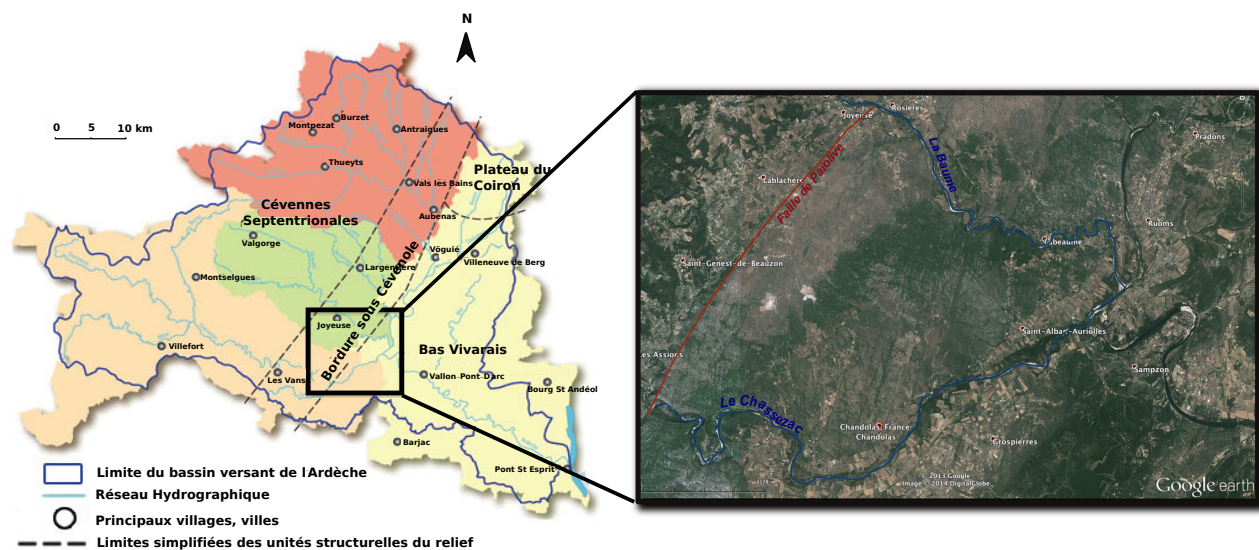 N
0 5 10 km
Burzet
Montpezat
Antraigues
Thueyts
Vals les Bains
Plateau du
Coiron
Cévennes
Septentrionales
Aubenas
Valgorge
Vôguié
Villeneuve de Berg
Largentière
Montselgues
Bordure sous Cévenole
Joyeuse
Villefort
Bas Vivarais
Les Vans
Vallon-Pont-Darc
Bourg St Andéol
Barjac
Pont St Esprit
Limite du bassin versant de l'Ardèche
Réseau Hydrographique
Principaux villages, villes
Limites simplifiées des unités structurelles du relief
Rosières
Joyeuse
La Baume
Pradons
Lablachère
Faille de Païolive
Ruoms
Labeaume
Saint-Genest-de-Beauzon
Saint-Alban-Auriolles
Les Assions
Sampzon
Le Chassezac
Chandolas, France
Chandolas
Grospierres
2013 Google
Image © 2014 DigitalGlobe
Google earth